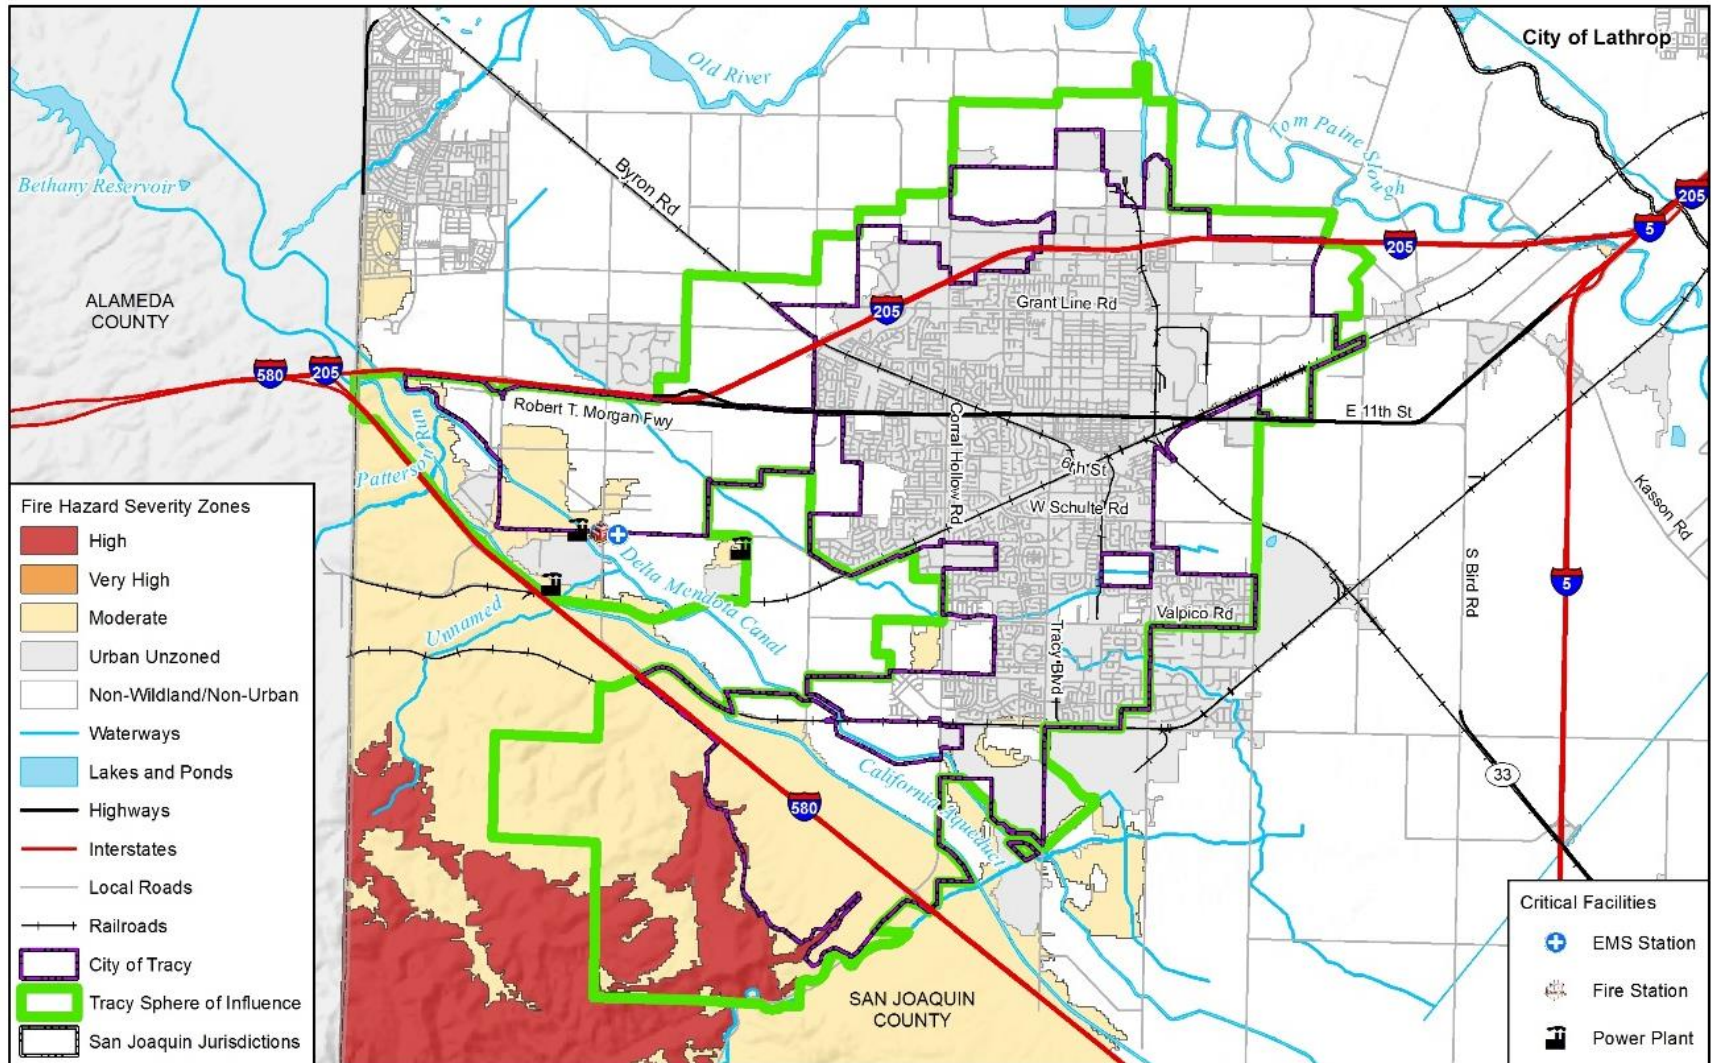 City of Lathrop
Old River
Tom Paine Slough
Bethany Reservoir
Byron Rd
205
5
205
ALAMEDA
COUNTY
205
Grant Line Rd
580
205
Robert T. Morgan Fwy
Corral Hollow Rd
E 11th St
Patterson Run
6th St
W Schulte Rd
Kasson Rd
S Bird Rd
5
Delta Mendota Canal
Unnamed
Valpico Rd
Tracy Blvd
33
580
California Aqueduct
SAN JOAQUIN
COUNTY
Fire Hazard Severity Zones
High
Very High
Moderate
Urban Unzoned
Non-Wildland/Non-Urban
Waterways
Lakes and Ponds
Highways
Interstates
Local Roads
Railroads
City of Tracy
Tracy Sphere of Influence
San Joaquin Jurisdictions
Critical Facilities
EMS Station
Fire Station
Power Plant